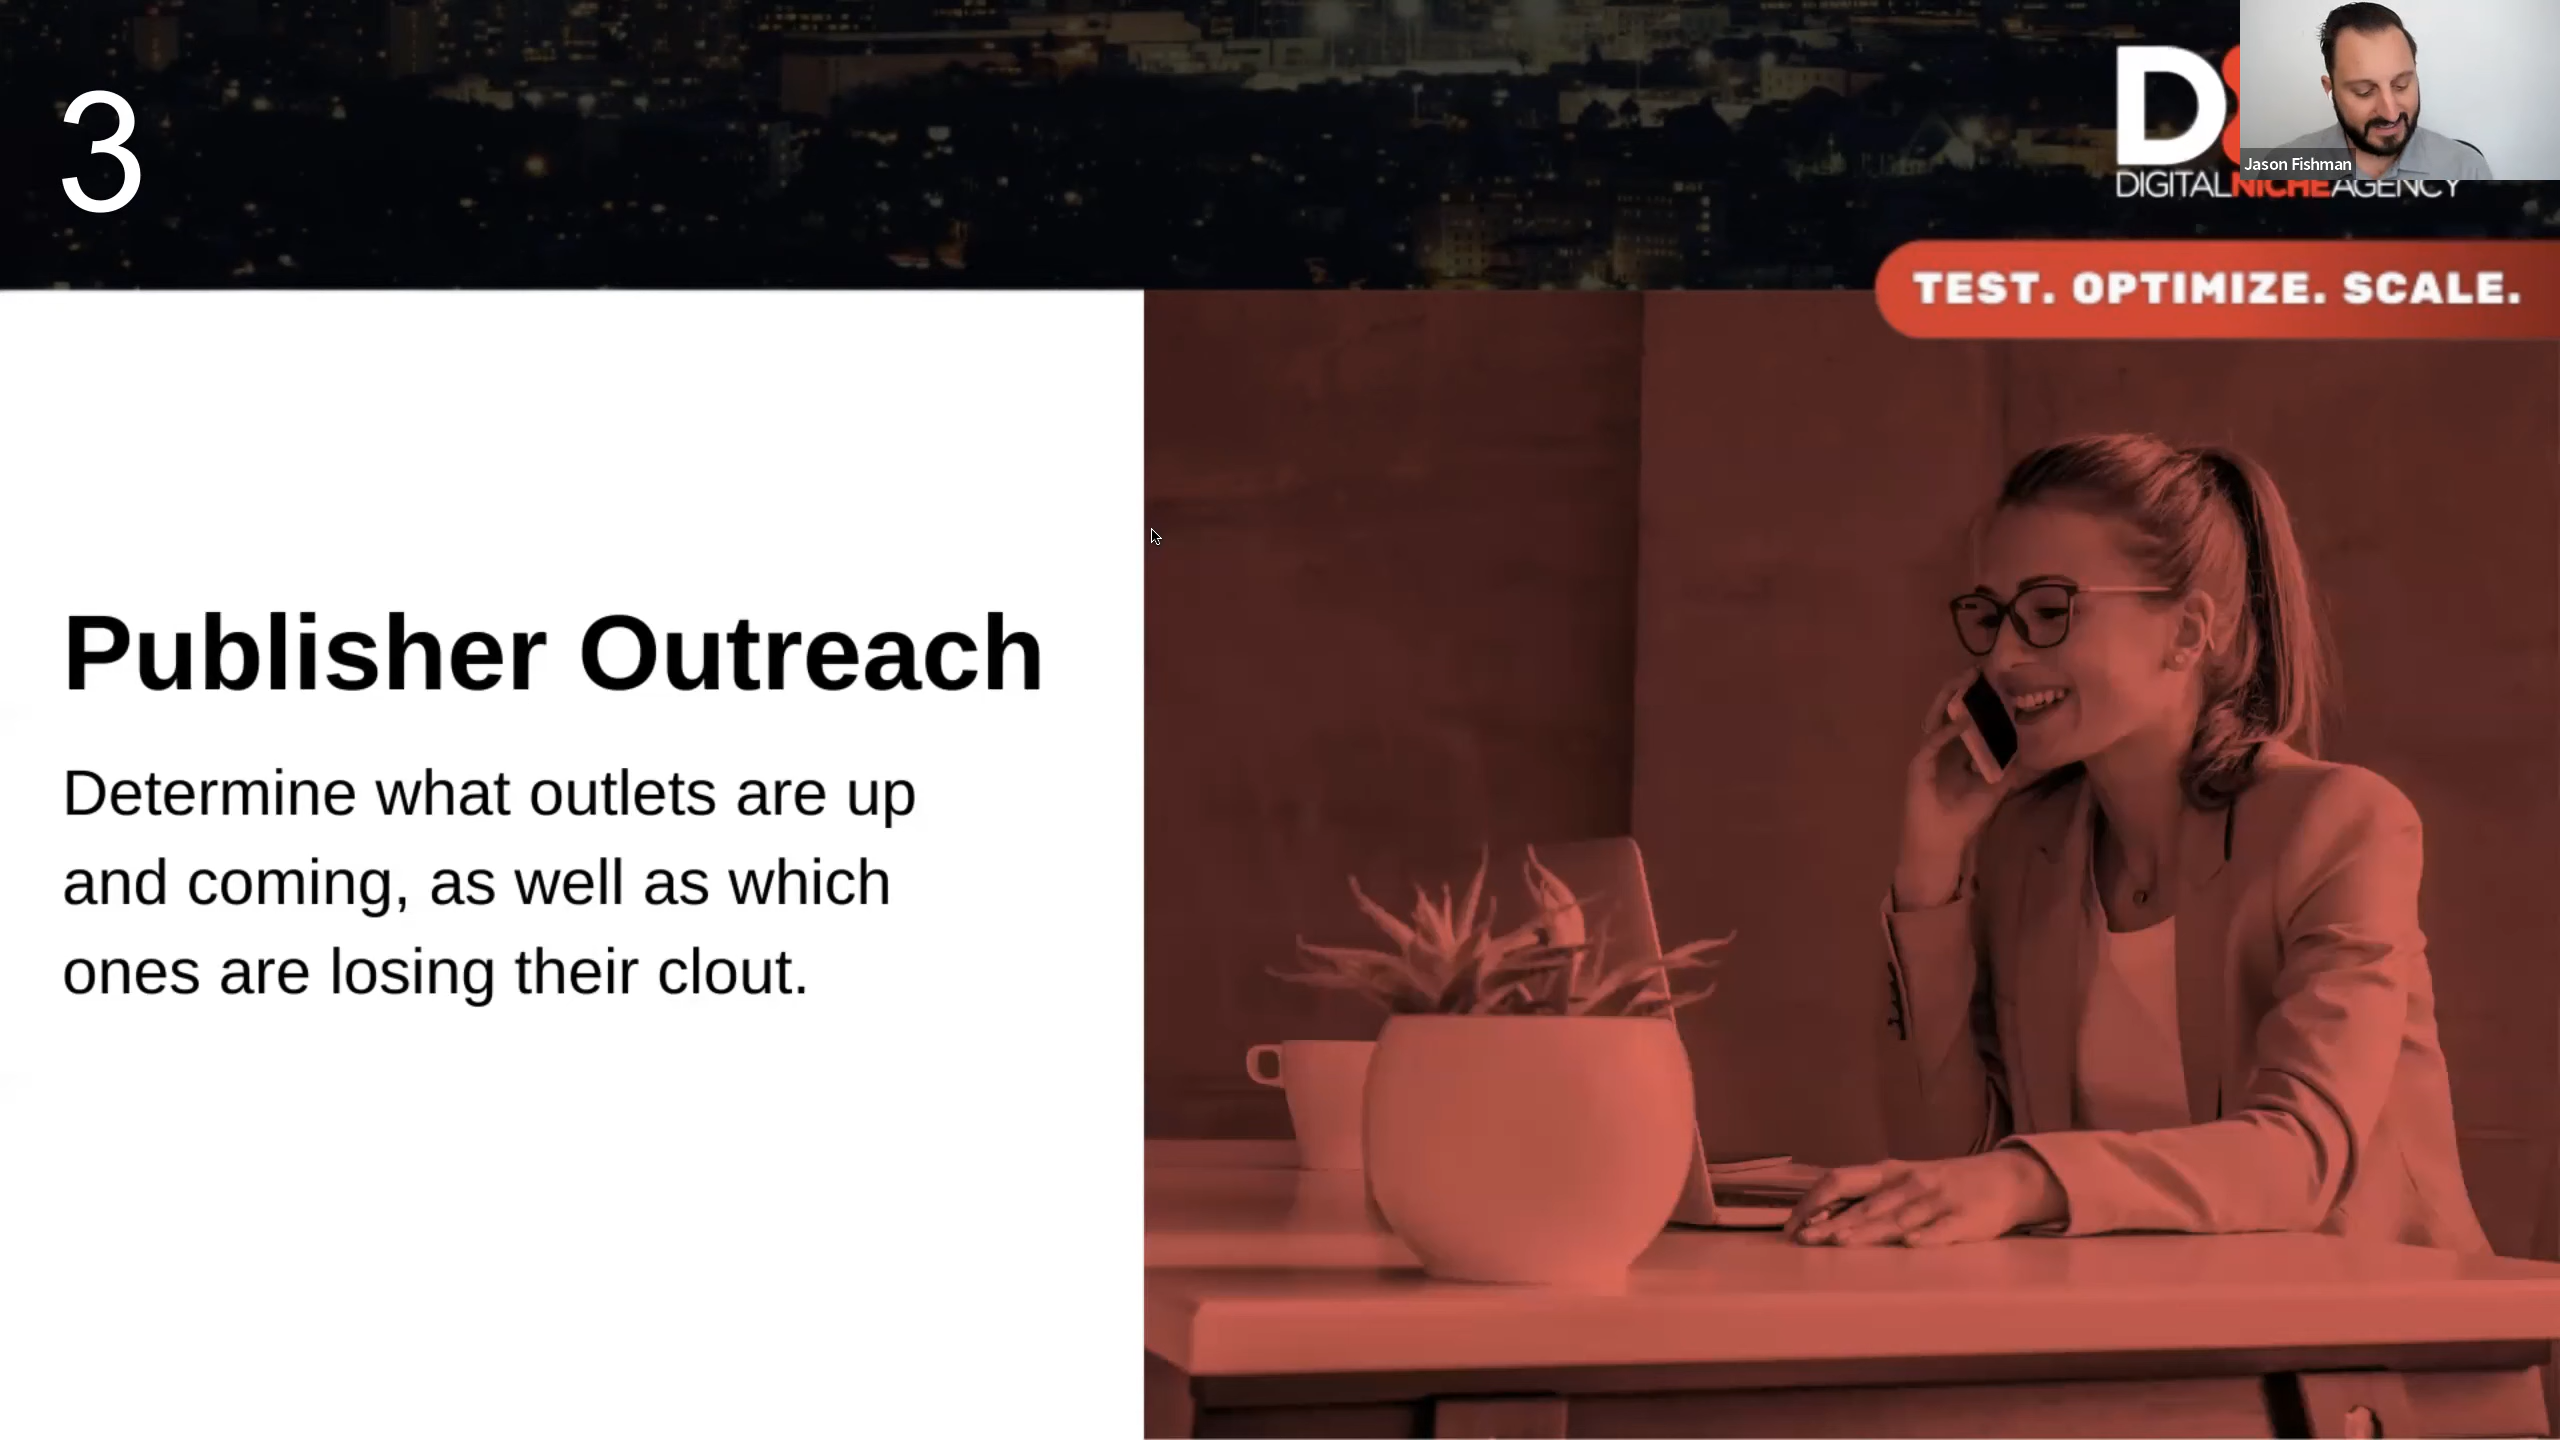 3
Jason Fishman
DIGITALNICHEAGENCY
TEST. OPTIMIZE. SCALE.
Publisher Outreach
Determine what outlets are up
and coming, as well as which
ones are losing their clout.